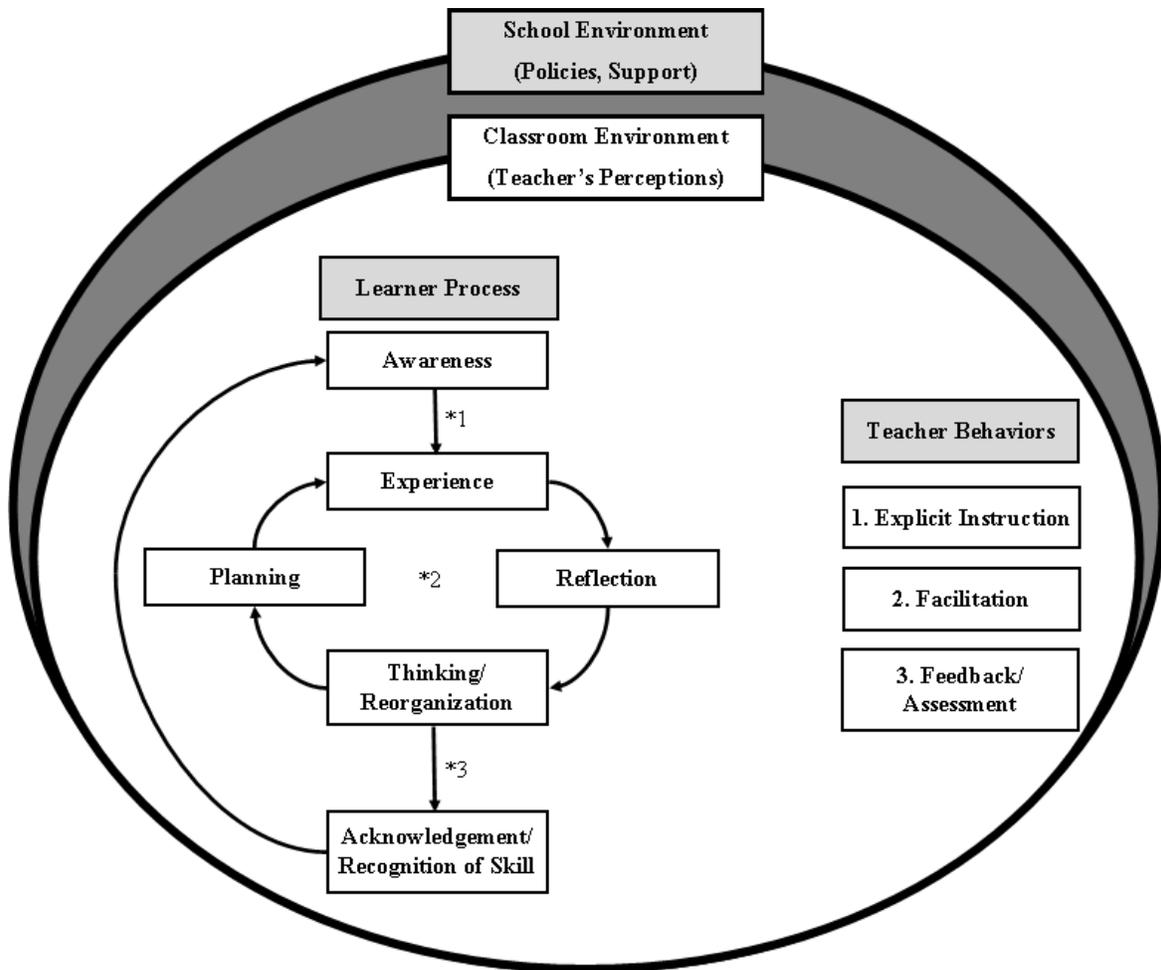 School Environment
(Policies, Support)
Classroom Environment
(Teacher's Perceptions)
Learner Process
Awareness
*1
Experience
Planning
*2
Reflection
Thinking/
Reorganization
*3
Acknowledgement/
Recognition of Skill
Teacher Behaviors
1. Explicit Instruction
2. Facilitation
3. Feedback/
Assessment